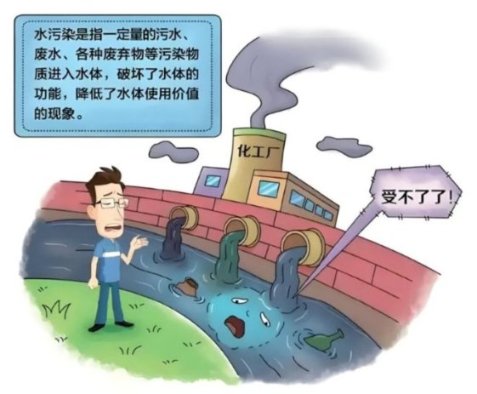 水污染是指一定量的污水、
废水、各种废弃物等污染物
质进入水体，破坏了水体的
功能，降低了水体使用价值
的现象。
化工厂
受不了了！